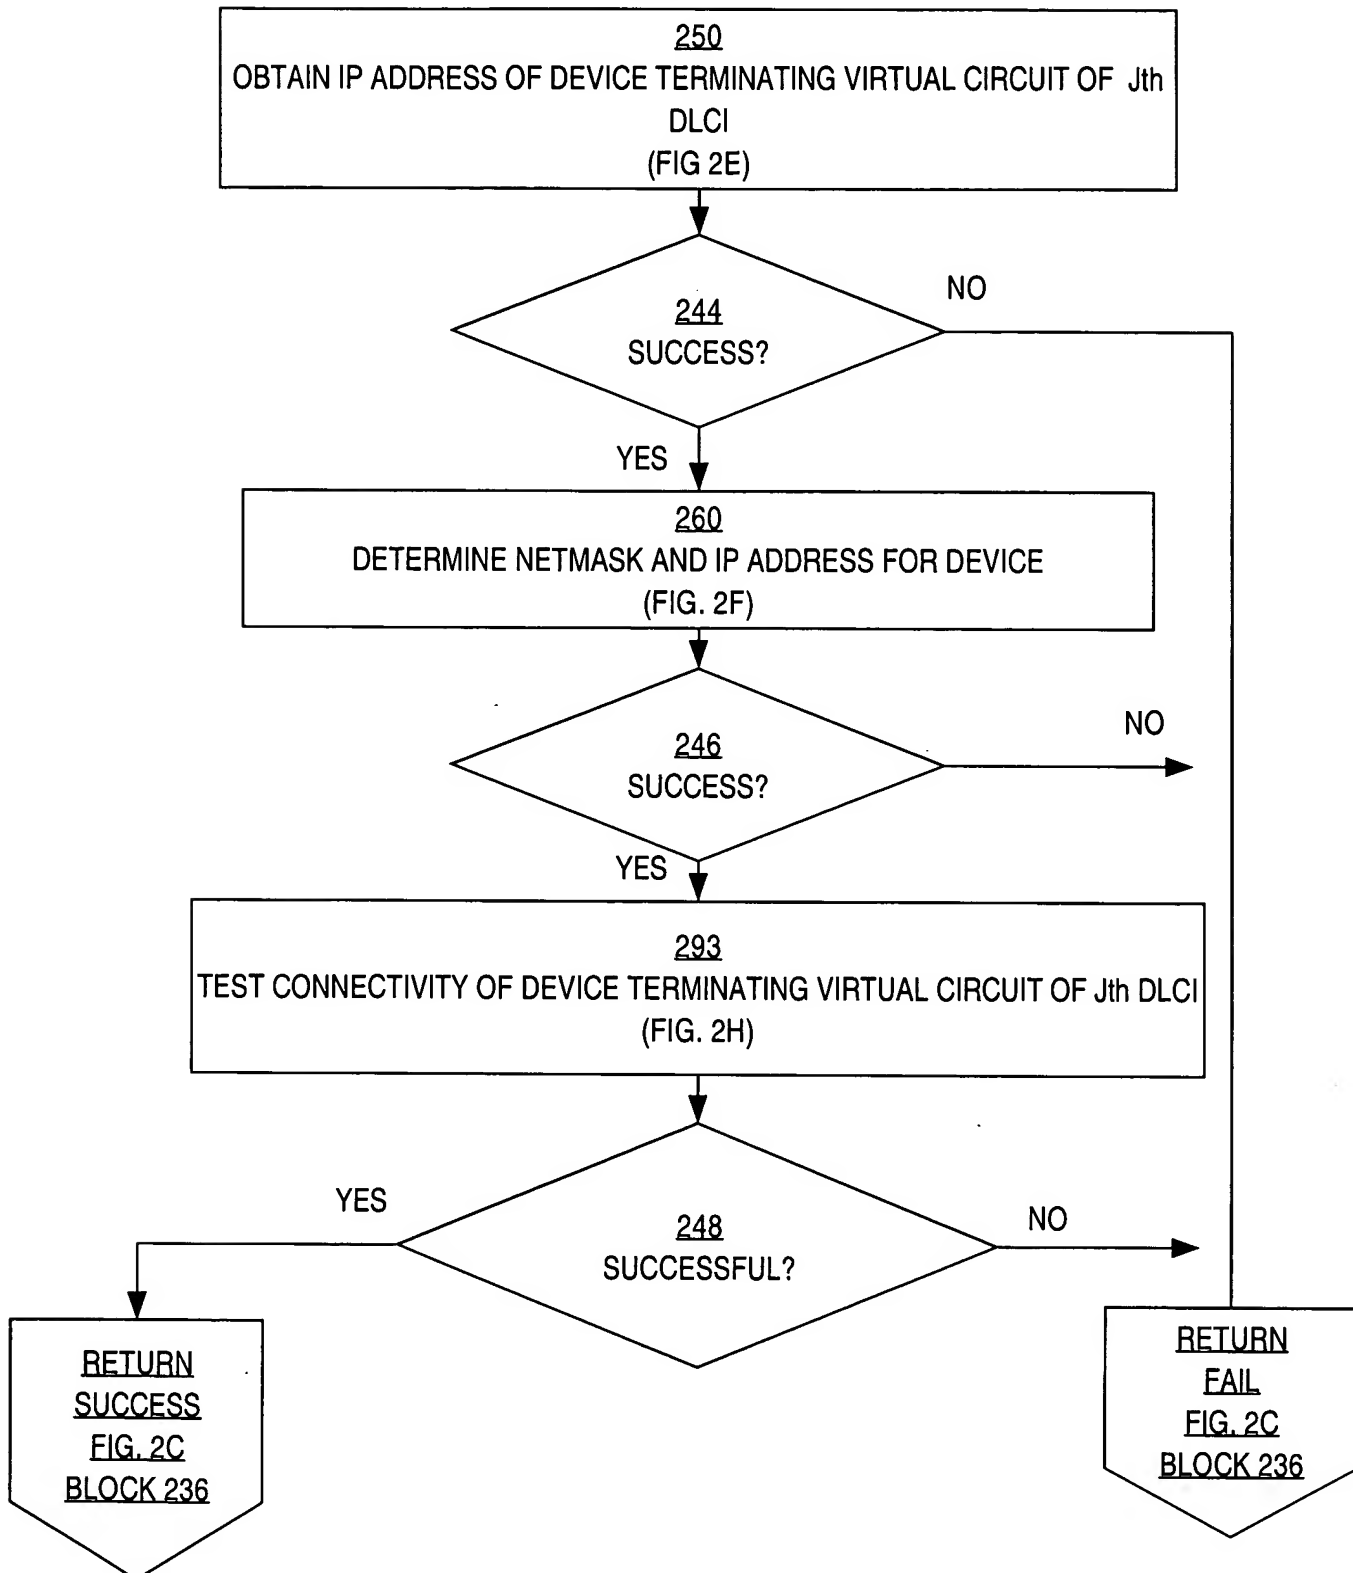 250
OBTAIN IP ADDRESS OF DEVICE TERMINATING VIRTUAL CIRCUIT OF Jth
DLCI
(FIG 2E)
NO
244
SUCCESS?
YES
260
DETERMINE NETMASK AND IP ADDRESS FOR DEVICE
(FIG. 2F)
NO
246
SUCCESS?
YES
293
TEST CONNECTIVITY OF DEVICE TERMINATING VIRTUAL CIRCUIT OF Jth DLCI
(FIG. 2H)
YES
NO
248
SUCCESSFUL?
RETURN
SUCCESS
FIG. 2C
BLOCK 236
RETURN
FAIL
FIG. 2C
BLOCK 236